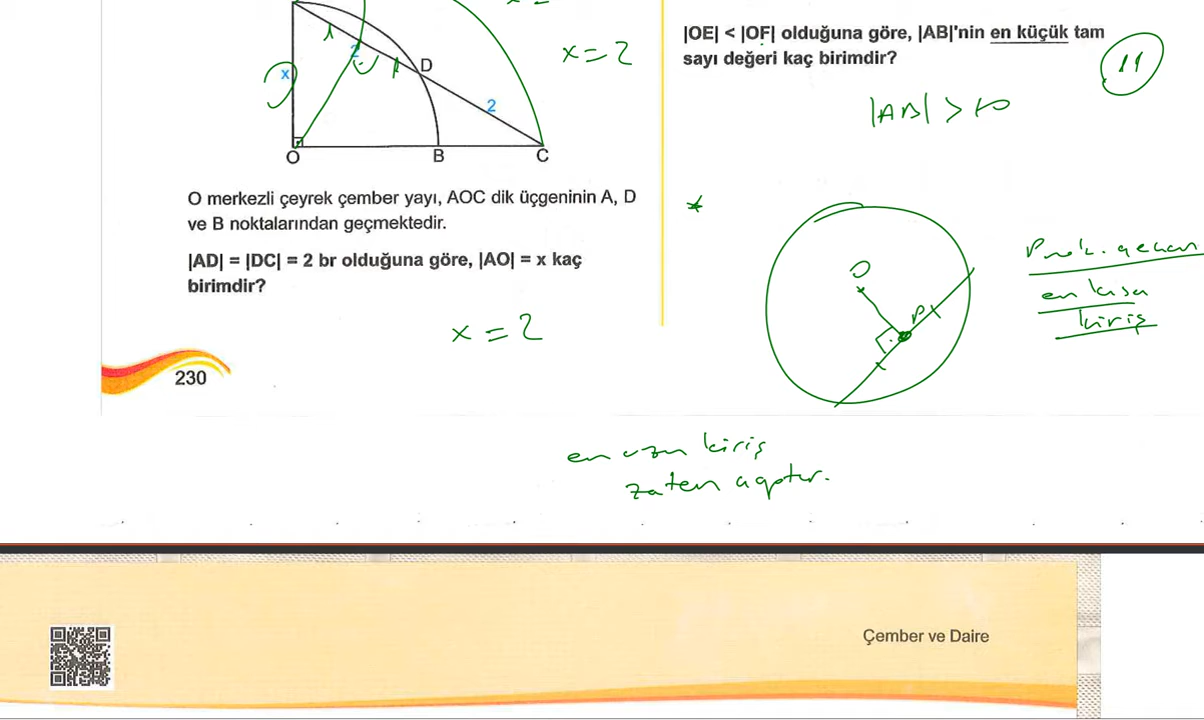 x =
x = 2
x
2
D
2
O
B
C
O merkezli çeyrek çember yayı, AOC dik üçgeninin A, D
ve B noktalarından geçmektedir.
|AD| = |DC| = 2 br olduğuna göre, |AO| = x kaç
birimdir?
x = 2
230
|OE| < |OF| olduğuna göre, |AB|'nin en küçük tam
sayı değeri kaç birimdir?
11
|AB| > 10
*
O
P
en kısa
kiriş
en uzun kiriş
zaten çaptır.
Çember ve Daire